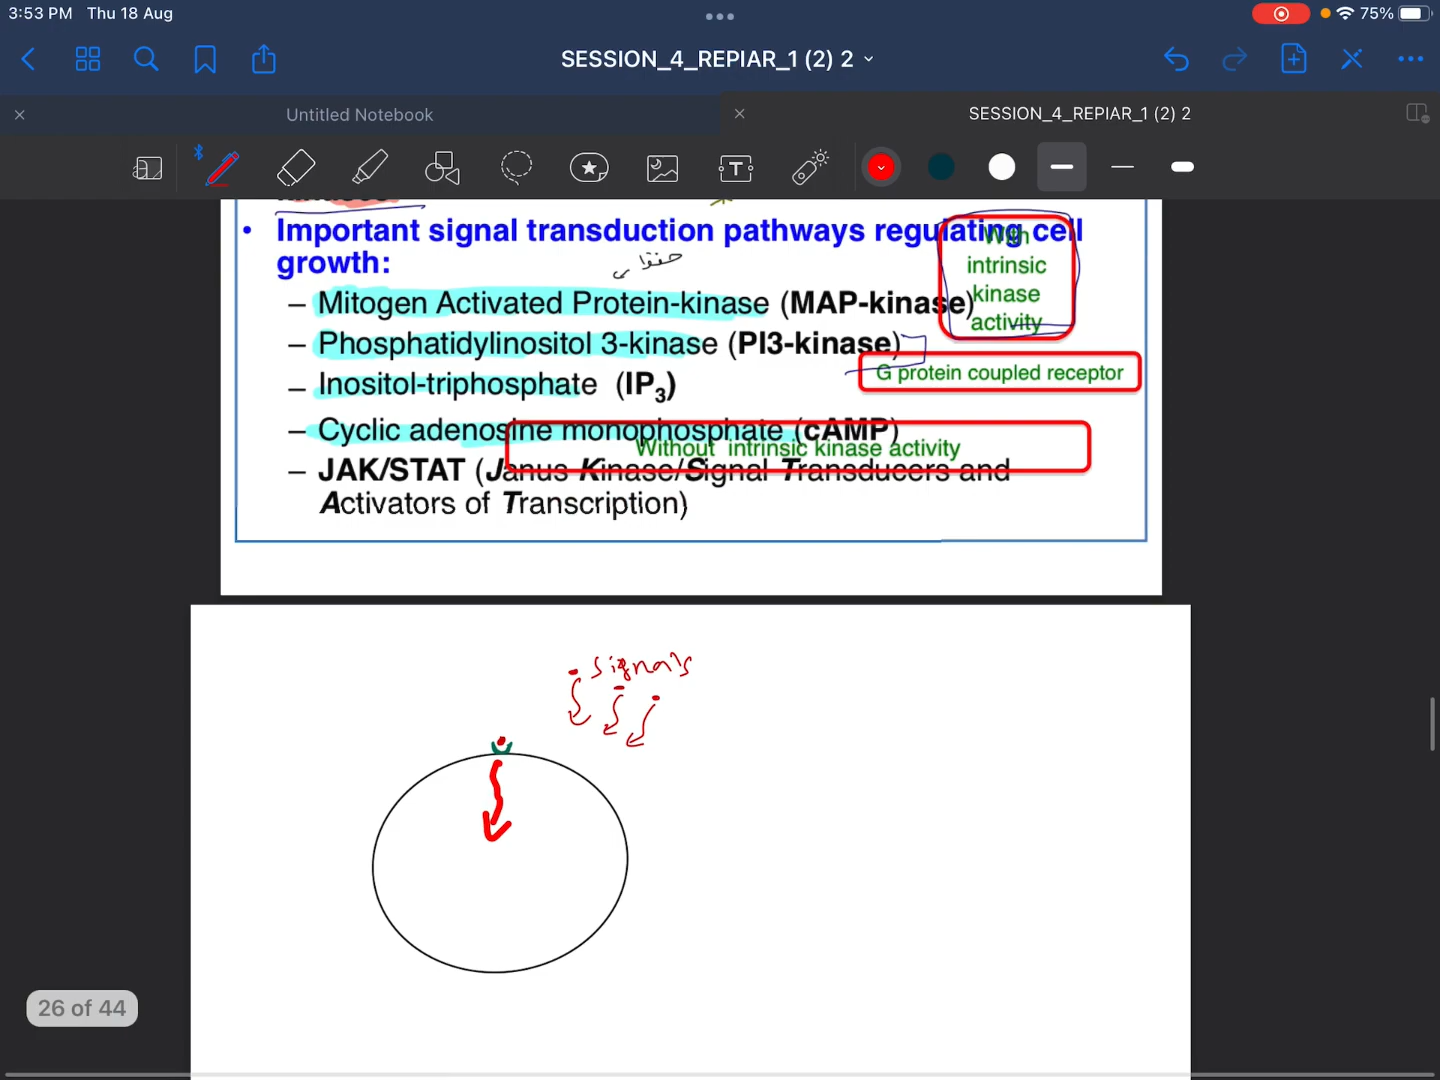 3:53 PM Thu 18 Aug
75%
SESSION_4_REPIAR_1 (2) 2
Untitled Notebook
SESSION_4_REPIAR_1 (2) 2
• Important signal transduction pathways regulating cell
growth:
– Mitogen Activated Protein-kinase (MAP-kinase)
– Phosphatidylinositol 3-kinase (PI3-kinase)
– Inositol-triphosphate (IP3)
– Cyclic adenosine monophosphate (cAMP)
– JAK/STAT (Janus Kinase/Signal Transducers and
Activators of Transcription)
With
intrinsic
kinase
activity
G protein coupled receptor
Without intrinsic kinase activity
signals
26 of 44